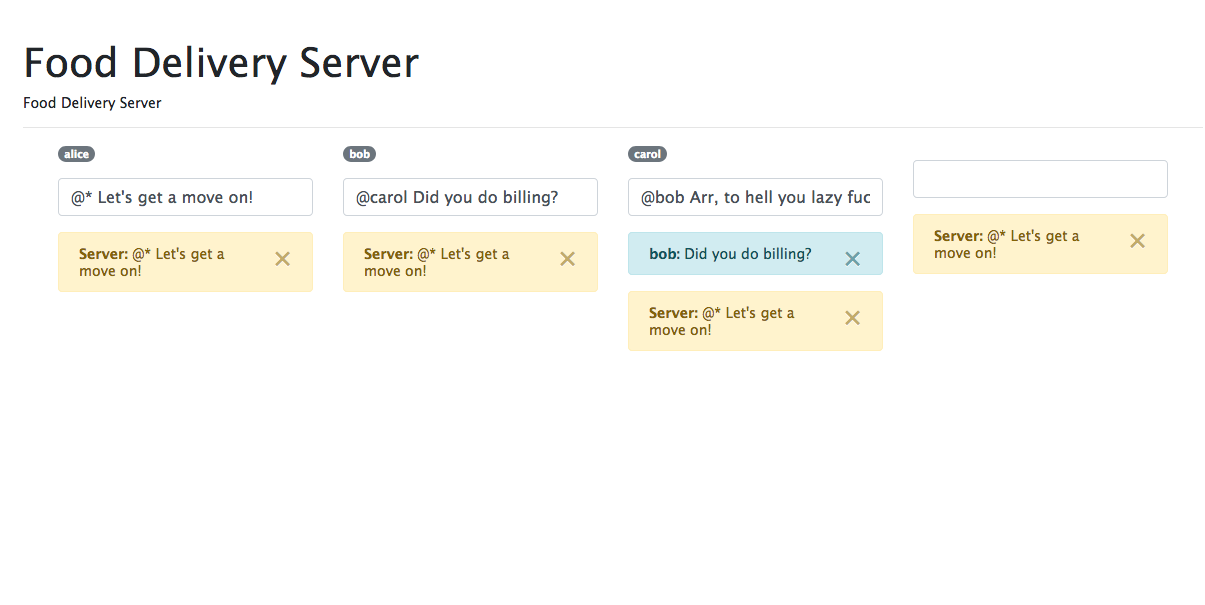 Food Delivery Server
Food Delivery Server
alice
@* Let's get a move on!
Server: @* Let's get a
move on!
bob
@carol Did you do billing?
Server: @* Let's get a
move on!
carol
@bob Arr, to hell you lazy fuc
bob: Did you do billing?
Server: @* Let's get a
move on!
Server: @* Let's get a
move on!